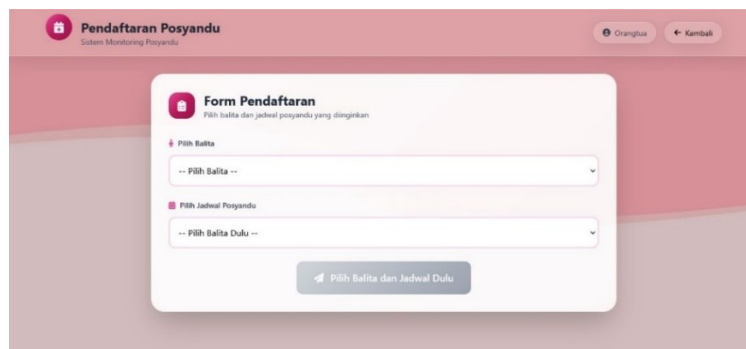 Pendaftaran Posyandu
Sistem Monitoring Posyandu
Orangtua
Kembali
Form Pendaftaran
Pilih balita dan jadwal posyandu yang diinginkan
Pilih Balita
-- Pilih Balita --
Pilih Jadwal Posyandu
-- Pilih Balita Dulu --
Pilih Balita dan Jadwal Dulu